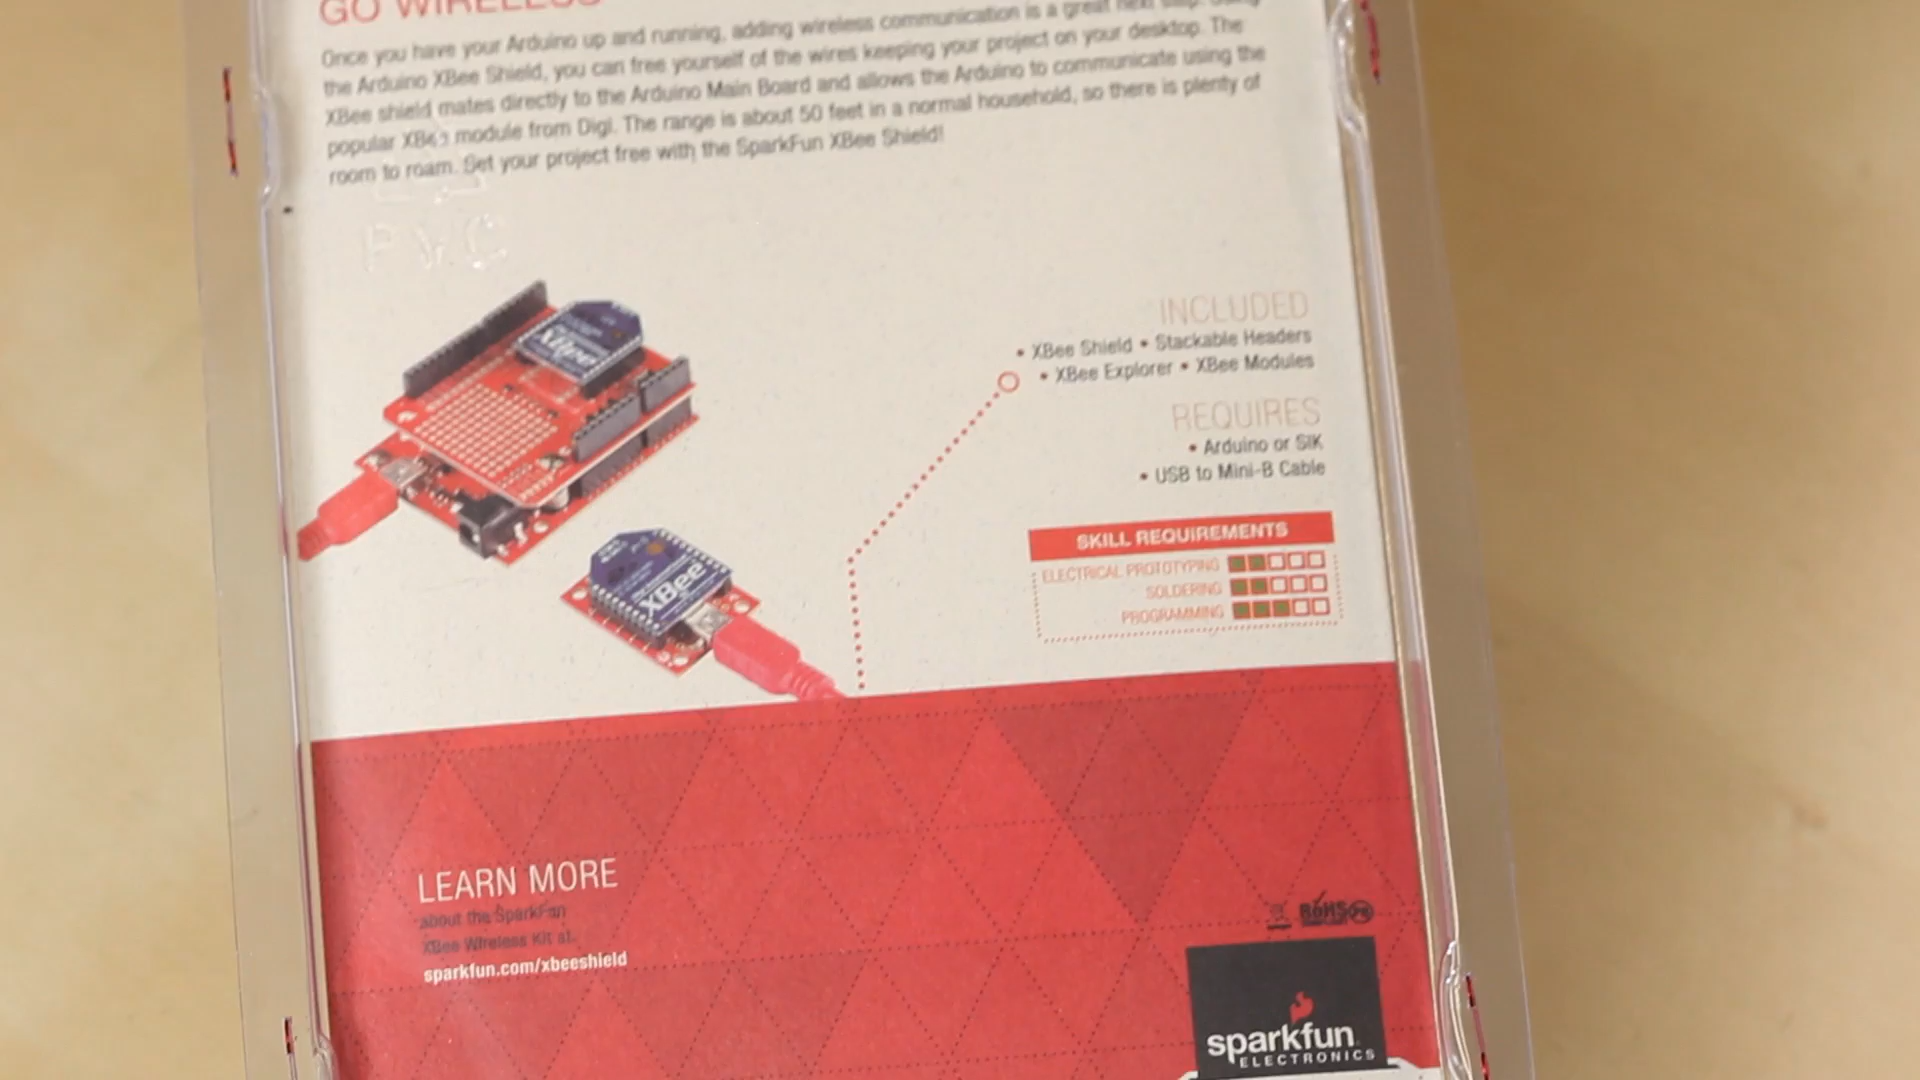 GO WIRELESS
Once you have your Arduino up and running, adding wireless communication is a great next step. Using
the Arduino XBee Shield, you can free yourself of the wires keeping your project on your desktop. The
XBee shield mates directly to the Arduino Main Board and allows the Arduino to communicate using the
popular XBee module from Digi. The range is about 50 feet in a normal household, so there is plenty of
room to roam. Set your project free with the SparkFun XBee Shield!
PVC
XBee
XBee
INCLUDED
• XBee Shield • Stackable Headers
• XBee Explorer • XBee Modules
REQUIRES
• Arduino or SIK
• USB to Mini-B Cable
SKILL REQUIREMENTS
ELECTRICAL PROTOTYPING
SOLDERING
PROGRAMMING
LEARN MORE
about the SparkFun
XBee Wireless Kit at.
sparkfun.com/xbeeshield
RoHS
sparkfun
ELECTRONICS